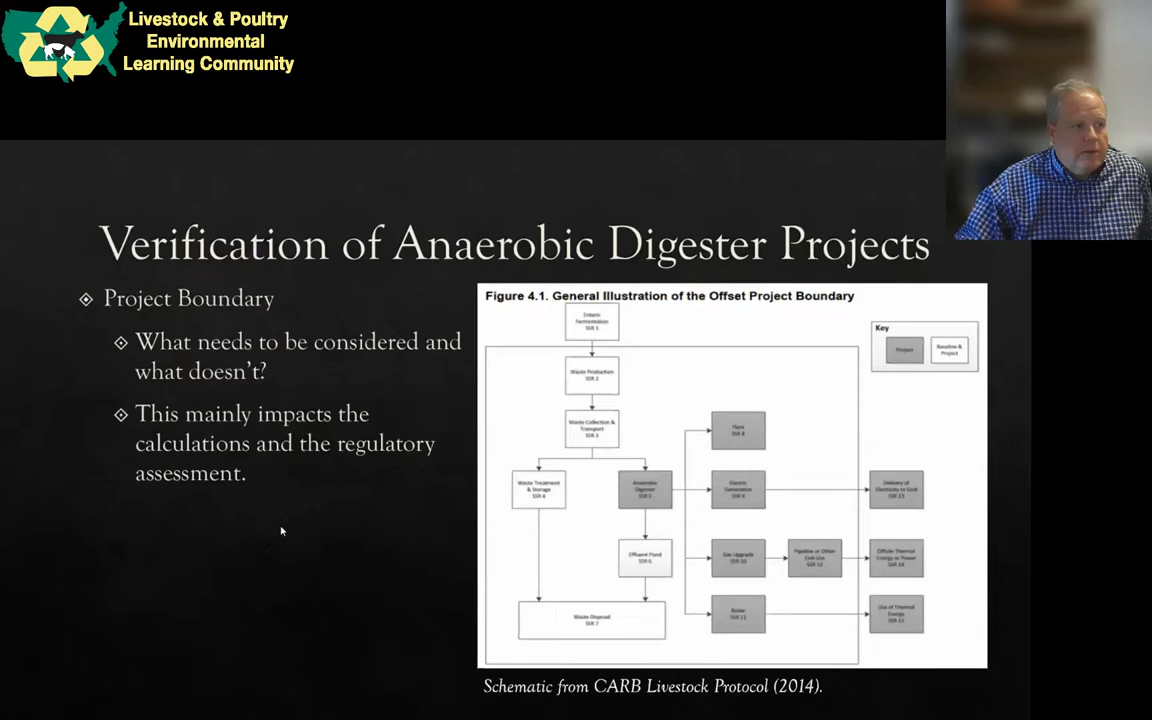 Livestock & Poultry
Environmental
Learning Community
Verification of Anaerobic Digester Projects
Project Boundary
What needs to be considered and
what doesn't?
This mainly impacts the
calculations and the regulatory
assessment.
Figure 4.1. General Illustration of the Offset Project Boundary
Enteric
Fermentation
SSR 1
Key
Project
Baseline &
Project
Waste Production
SSR 2
Waste Collection &
Transport
SSR 3
Flare
SSR 8
Waste Treatment
& Storage
SSR 4
Anaerobic
Digester
SSR 5
Electric
Generation
SSR 9
Delivery of
Electricity to Grid
SSR 13
Effluent Pond
SSR 6
Gas Upgrade
SSR 10
Pipeline or Other
End Use
SSR 12
Offsite Thermal
Energy or Power
SSR 14
Waste Disposal
SSR 7
Boiler
SSR 11
Use of Thermal
Energy
SSR 15
Schematic from CARB Livestock Protocol (2014).